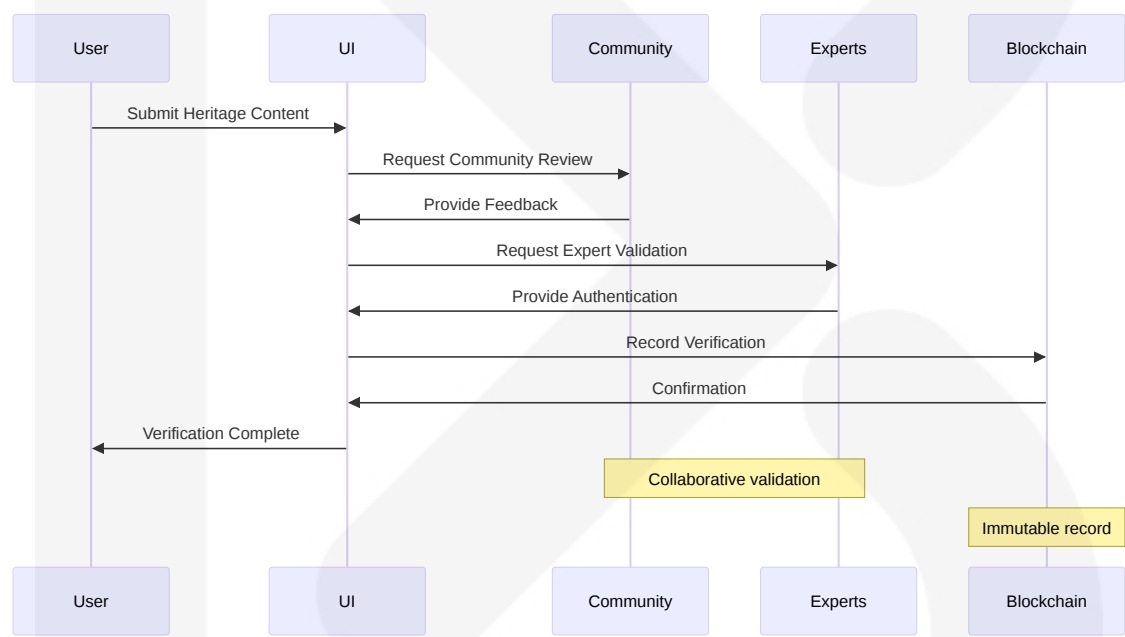 User
UI
Community
Experts
Blockchain
Submit Heritage Content
Request Community Review
Provide Feedback
Request Expert Validation
Provide Authentication
Record Verification
Confirmation
Verification Complete
Collaborative validation
Immutable record
User
UI
Community
Experts
Blockchain